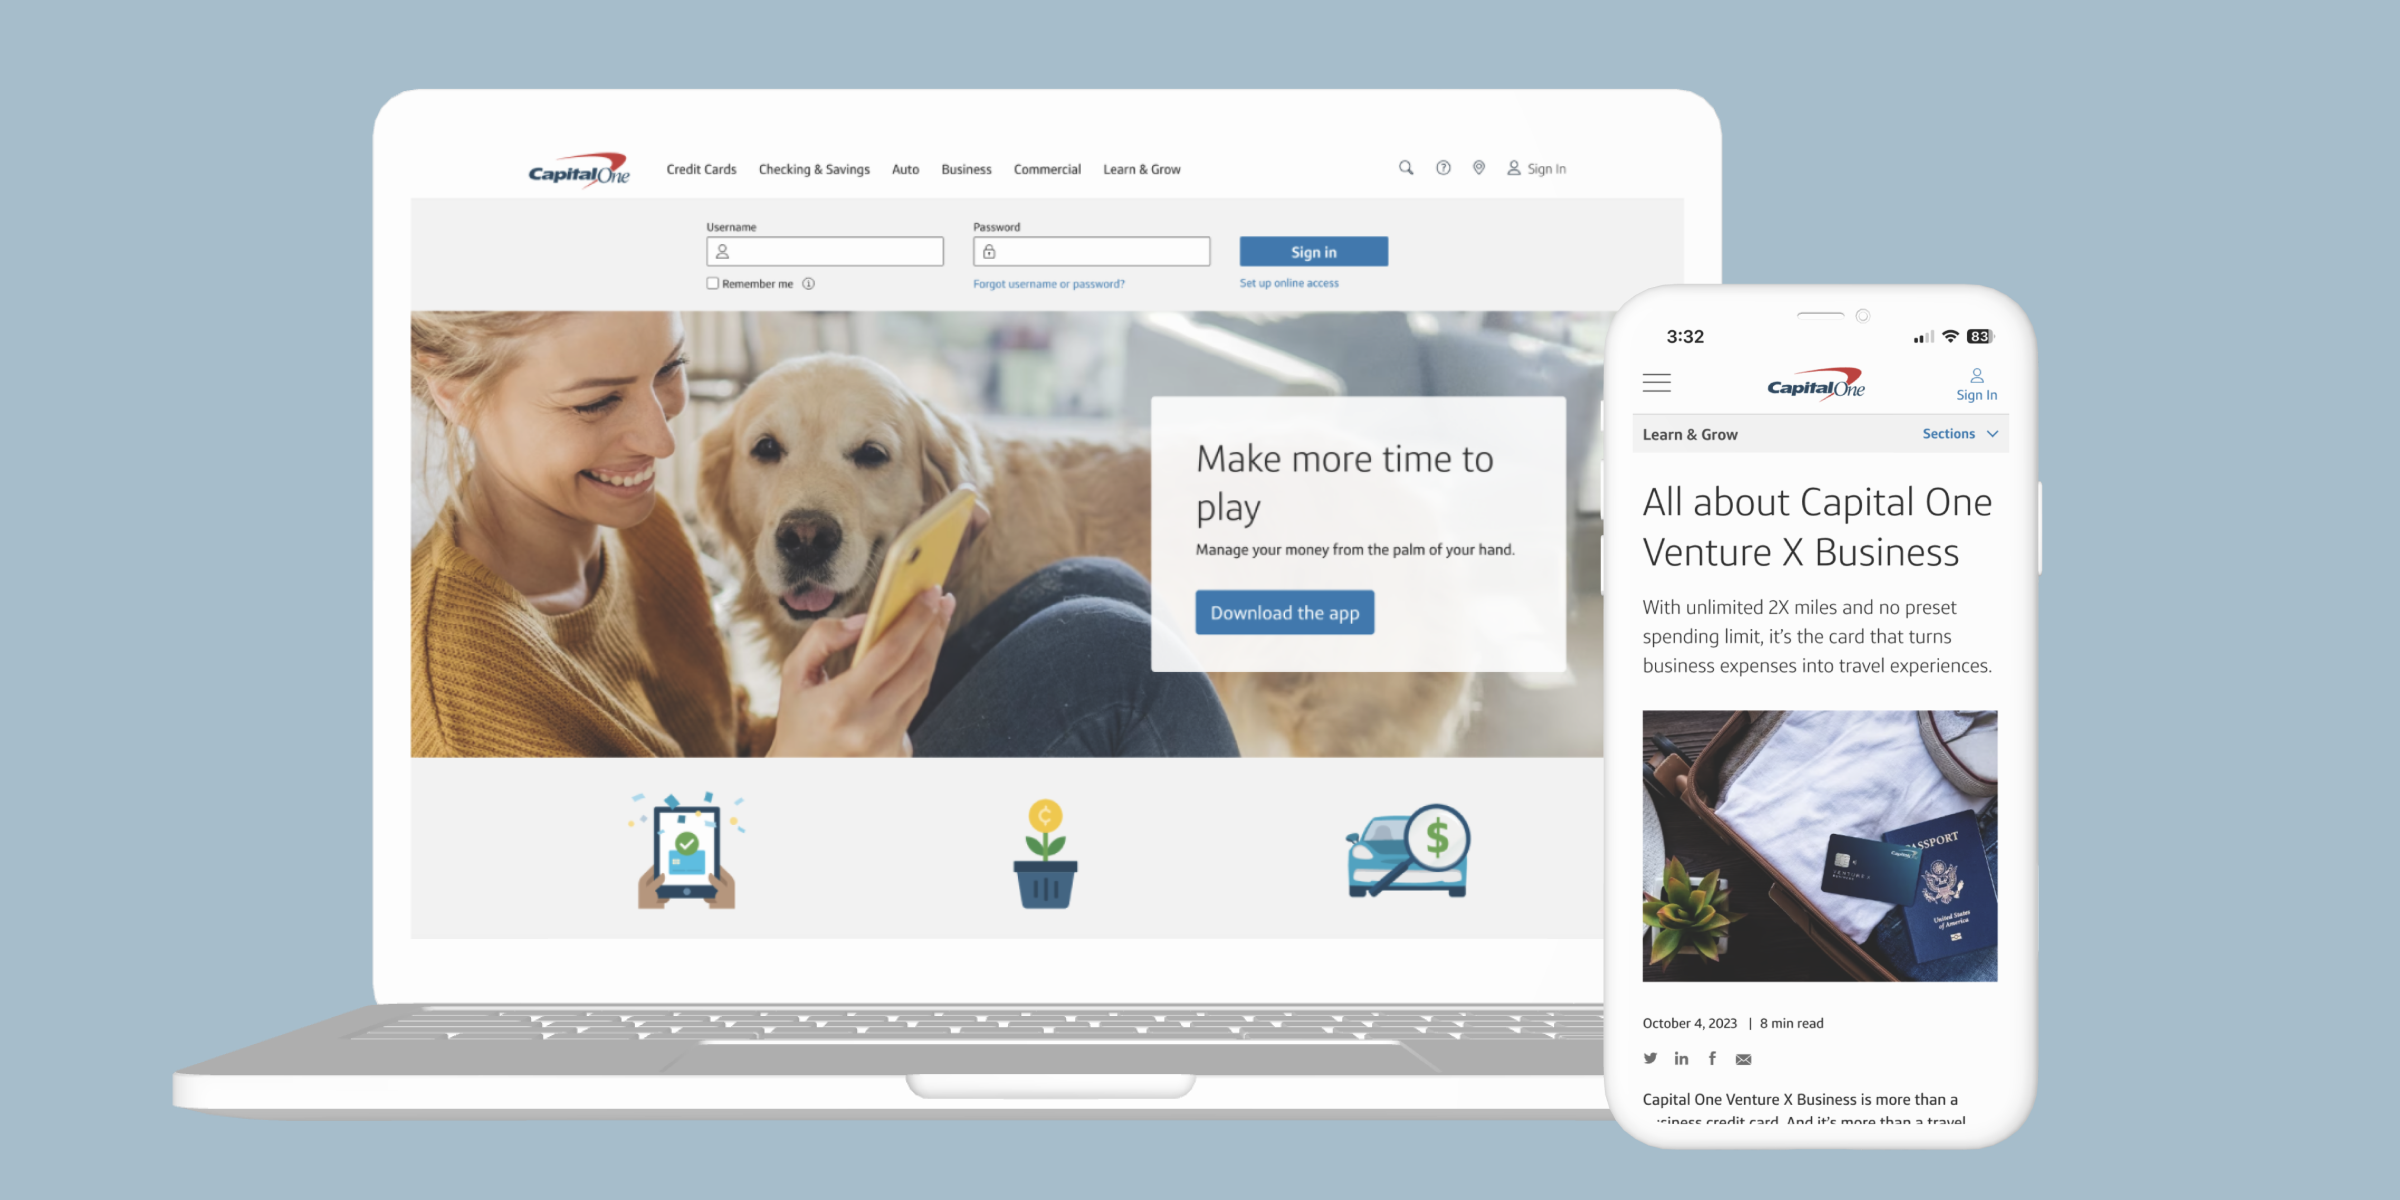 CapitalOne
Credit Cards Checking & Savings Auto Business Commercial Learn & Grow
Sign In
Username
Password
Sign in
Remember me
Forgot username or password?
Set up online access
Make more time to
play
Manage your money from the palm of your hand.
Download the app
¢
$
3:32
83
CapitalOne
Sign In
Learn & Grow
Sections
All about Capital One
Venture X Business
With unlimited 2X miles and no preset
spending limit, it’s the card that turns
business expenses into travel experiences.
PASSPORT
VENTURE X
BUSINESS
United States
of America
October 4, 2023 | 8 min read
Capital One Venture X Business is more than a
credit card. And it’s more than a travel